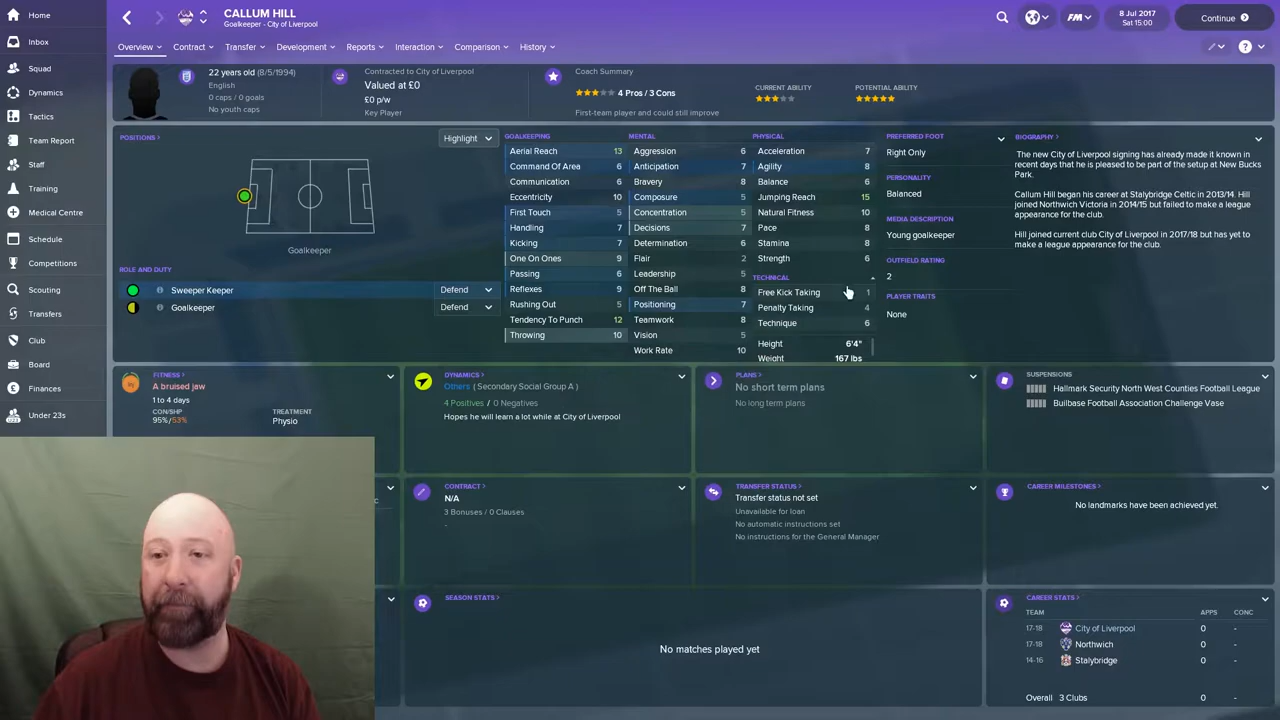 Home
Inbox
Squad
Dynamics
Tactics
Team Report
Staff
Training
Medical Centre
Schedule
Competitions
Scouting
Transfers
Club
Board
Finances
Under 23s
CALLUM HILL
Goalkeeper - City of Liverpool
FM
8 Jul 2017
Sat 15:00
Continue
Overview
Contract
Transfer
Development
Reports
Interaction
Comparison
History
?
22 years old (8/5/1994)
English
0 caps / 0 goals
No youth caps
Contracted to City of Liverpool
Valued at £0
£0 p/w
Key Player
Coach Summary
4 Pros / 3 Cons
First-team player and could still improve
CURRENT ABILITY
POTENTIAL ABILITY
POSITIONS >
Highlight
Goalkeeper
ROLE AND DUTY
Sweeper Keeper Defend
Goalkeeper Defend
GOALKEEPING
Aerial Reach 13
Command Of Area 6
Communication 6
Eccentricity 10
First Touch 5
Handling 7
Kicking 7
One On Ones 9
Passing 6
Reflexes 9
Rushing Out 5
Tendency To Punch 12
Throwing 10
MENTAL
Aggression 6
Anticipation 7
Bravery 8
Composure 5
Concentration 5
Decisions 7
Determination 6
Flair 2
Leadership 5
Off The Ball 8
Positioning 7
Teamwork 8
Vision 5
Work Rate 10
PHYSICAL
Acceleration 7
Agility 8
Balance 6
Jumping Reach 15
Natural Fitness 10
Pace 8
Stamina 8
Strength 6
TECHNICAL
Free Kick Taking 1
Penalty Taking 4
Technique 6
Height 6'4"
Weight 167 lbs
PREFERRED FOOT
Right Only
PERSONALITY
Balanced
MEDIA DESCRIPTION
Young goalkeeper
OUTFIELD RATING
2
PLAYER TRAITS
None
BIOGRAPHY >
The new City of Liverpool signing has already made it known in
recent days that he is pleased to be part of the setup at New Bucks
Park.
Callum Hill began his career at Stalybridge Celtic in 2013/14. Hill
joined Northwich Victoria in 2014/15 but failed to make a league
appearance for the club.
Hill joined current club City of Liverpool in 2017/18 but has yet to
make a league appearance for the club.
FITNESS >
A bruised jaw
1 to 4 days
CON/SHP
95%/53%
TREATMENT
Physio
DYNAMICS >
Others ( Secondary Social Group A )
4 Positives / 0 Negatives
Hopes he will learn a lot while at City of Liverpool
PLANS >
No short term plans
No long term plans
SUSPENSIONS
Hallmark Security North West Counties Football League
Builbase Football Association Challenge Vase
CONTRACT >
N/A
3 Bonuses / 0 Clauses
-
TRANSFER STATUS >
Transfer status not set
Unavailable for loan
No automatic instructions set
No instructions for the General Manager
CAREER MILESTONES >
No landmarks have been achieved yet.
SEASON STATS >
No matches played yet
CAREER STATS >
TEAM APPS CONC
17-18 City of Liverpool 0 -
17-18 Northwich 0 -
14-16 Stalybridge 0 -
Overall 3 Clubs 0 -